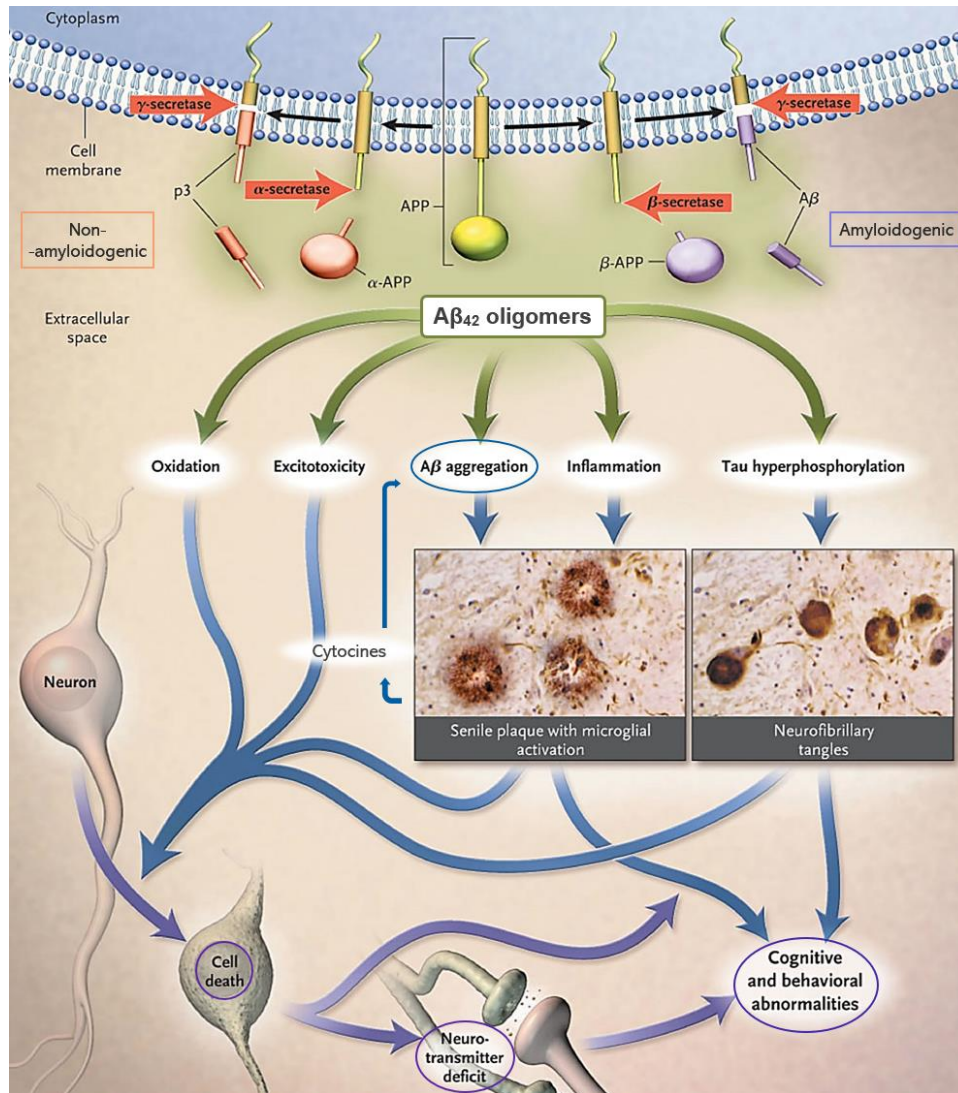 Cytoplasm
γ-secretase
γ-secretase
Cell
membrane
p3
α-secretase
APP
β-secretase
Aβ
Non-
-amyloidogenic
Amyloidogenic
α-APP
β-APP
Extracellular
space
Aβ₄₂ oligomers
Oxidation
Excitotoxicity
Aβ aggregation
Inflammation
Tau hyperphosphorylation
Cytocines
Neuron
Senile plaque with microglial
activation
Neurofibrillary
tangles
Cell
death
Cognitive
and behavioral
abnormalities
Neuro-
transmitter
deficit